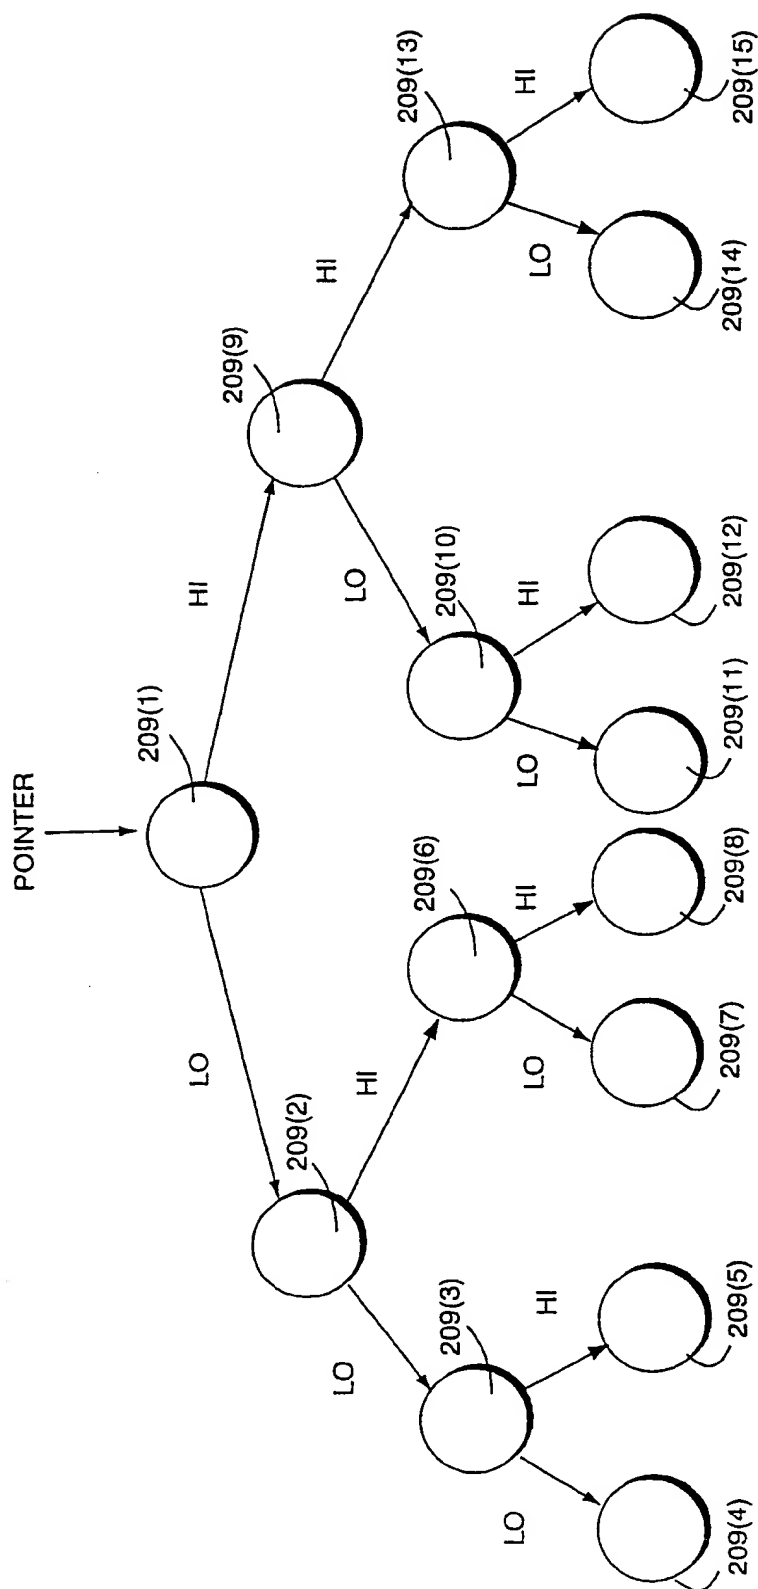 POINTER
209(1)
LO
HI
209(2)
209(9)
LO
HI
LO
HI
209(3)
209(6)
209(10)
209(13)
LO
HI
LO
HI
LO
HI
LO
HI
209(4)
209(5)
209(7)
209(8)
209(11)
209(12)
209(14)
209(15)